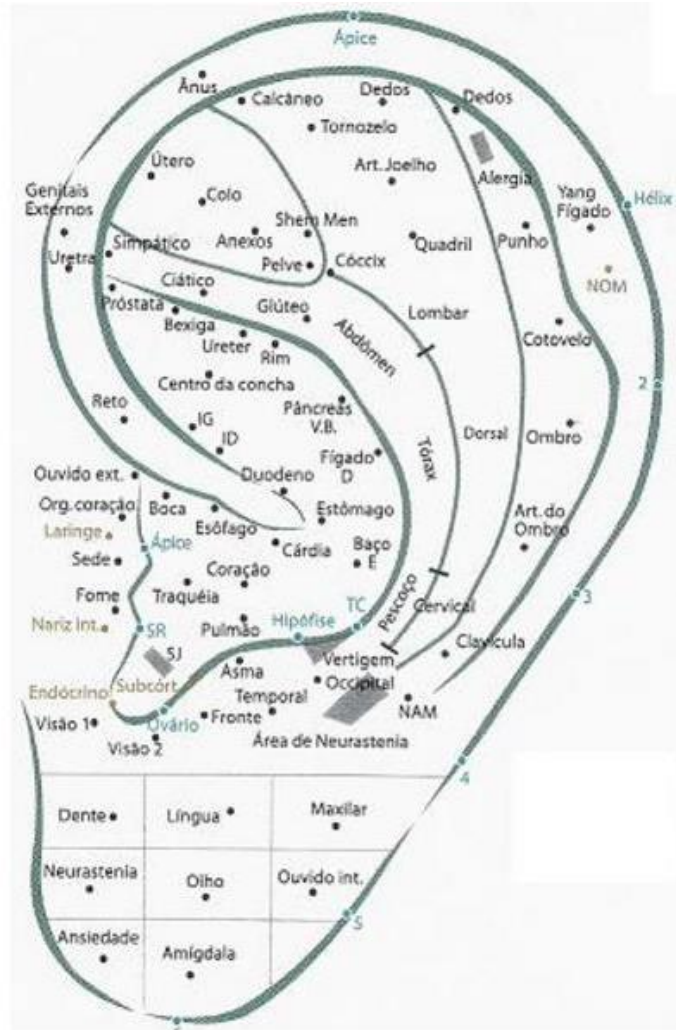 Ápice
Ânus
Calcâneo
Dedos
Dedos
Tornozelo
Útero
Art. Joelho
Alergia
Genitais
Externos
Colo
Yang
Fígado
Hélix
Shem Men
Anexos
Quadril
Punho
Simpático
Uretra
Pelve
Cóccix
NOM
Ciático
Próstata
Glúteo
Lombar
Bexiga
Abdômen
Cotovelo
Ureter
Rim
Centro da concha
2
Reto
Pâncreas
V.B.
IG
Dorsal
Ombro
ID
Tórax
Fígado
D
Ouvido ext.
Duodeno
Org.coração
Boca
Esôfago
Estômago
Art. do
Ombro
Laringe
Ápice
Cárdia
Baço
E
Sede
Coração
Fome
Traquéia
Pescoço
3
Nariz Int.
SR
Pulmão
Hipófise
TC
Cervical
Clavícula
SJ
Asma
Vertigem
Occipital
Endócrino
Subcórt.
Temporal
NAM
Visão 1
Ovário
Fronte
Visão 2
Área de Neurastenia
4
Dente
Língua
Maxilar
Neurastenia
Olho
Ouvido int.
5
Ansiedade
Amígdala